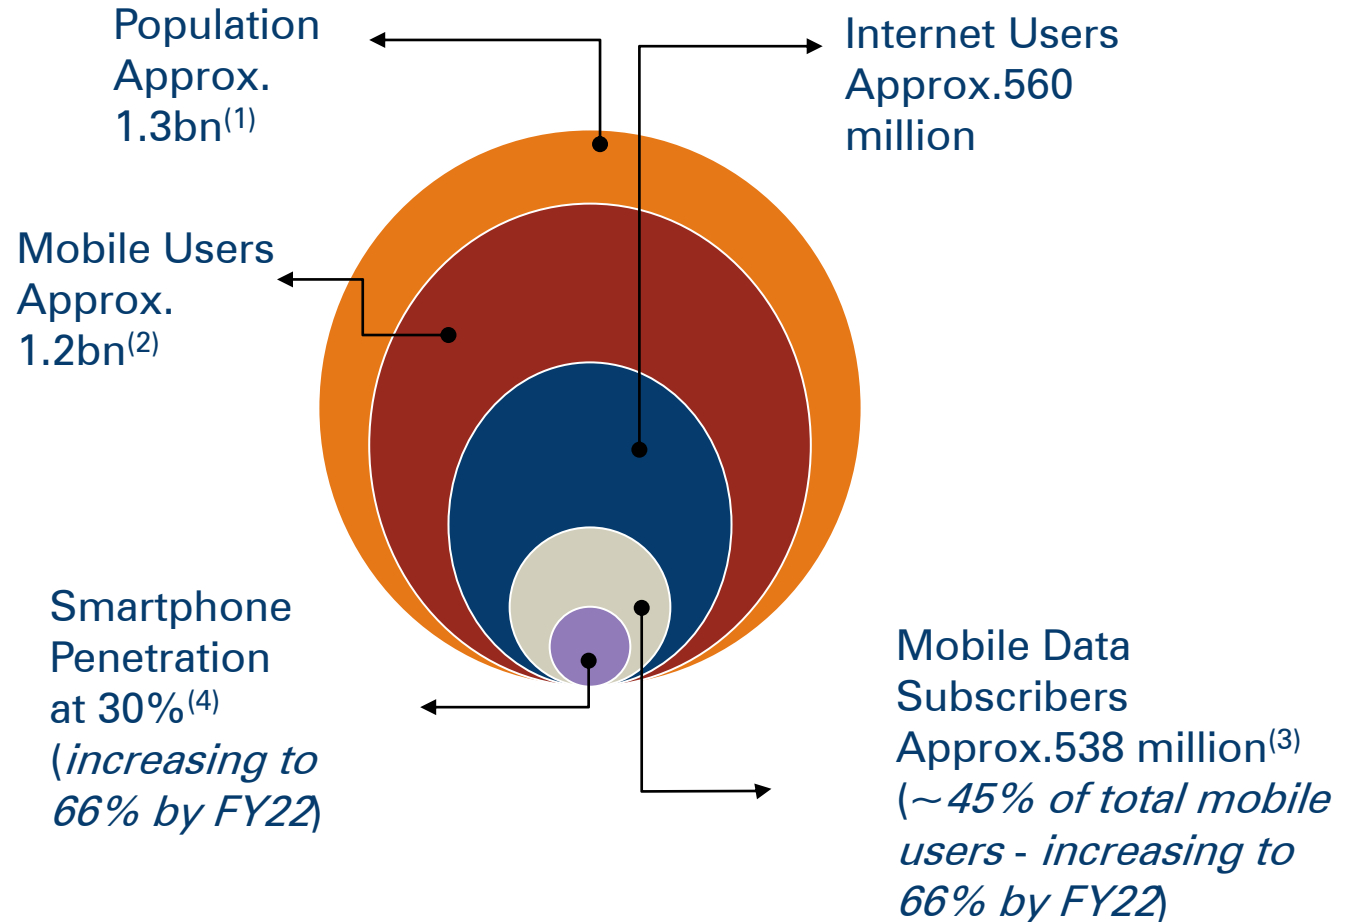 Population
Approx.
1.3bn(1)
Internet Users
Approx.560
million
Mobile Users
Approx.
1.2bn(2)
Smartphone
Penetration
at 30%(4)
(increasing to
66% by FY22)
Mobile Data
Subscribers
Approx.538 million(3)
(~45% of total mobile
users - increasing to
66% by FY22)